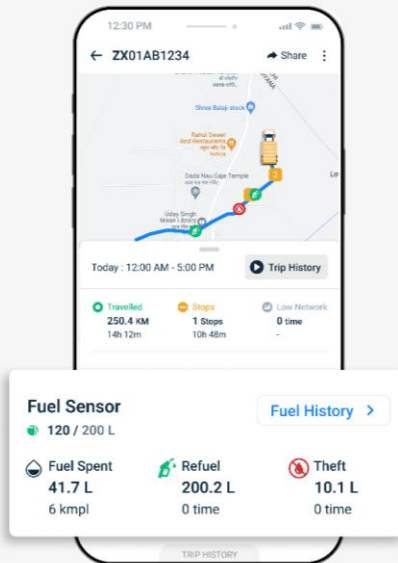 12:30 PM
ZX01AB1234
Share
Shree Balaji stock
Rahul Sweet
And Restaurants
Dada Nau Gaje Temple
Lo
Uday Singh
2
Today : 12:00 AM - 5:00 PM
Trip History
Travelled
Stops
Low Network
250.4 KM
1 Stops
0 time
14h 12m
10h 48m
-
Fuel Sensor
Fuel History >
120 / 200 L
Fuel Spent
Refuel
Theft
41.7 L
200.2 L
10.1 L
6 kmpl
0 time
0 time
TRIP HISTORY